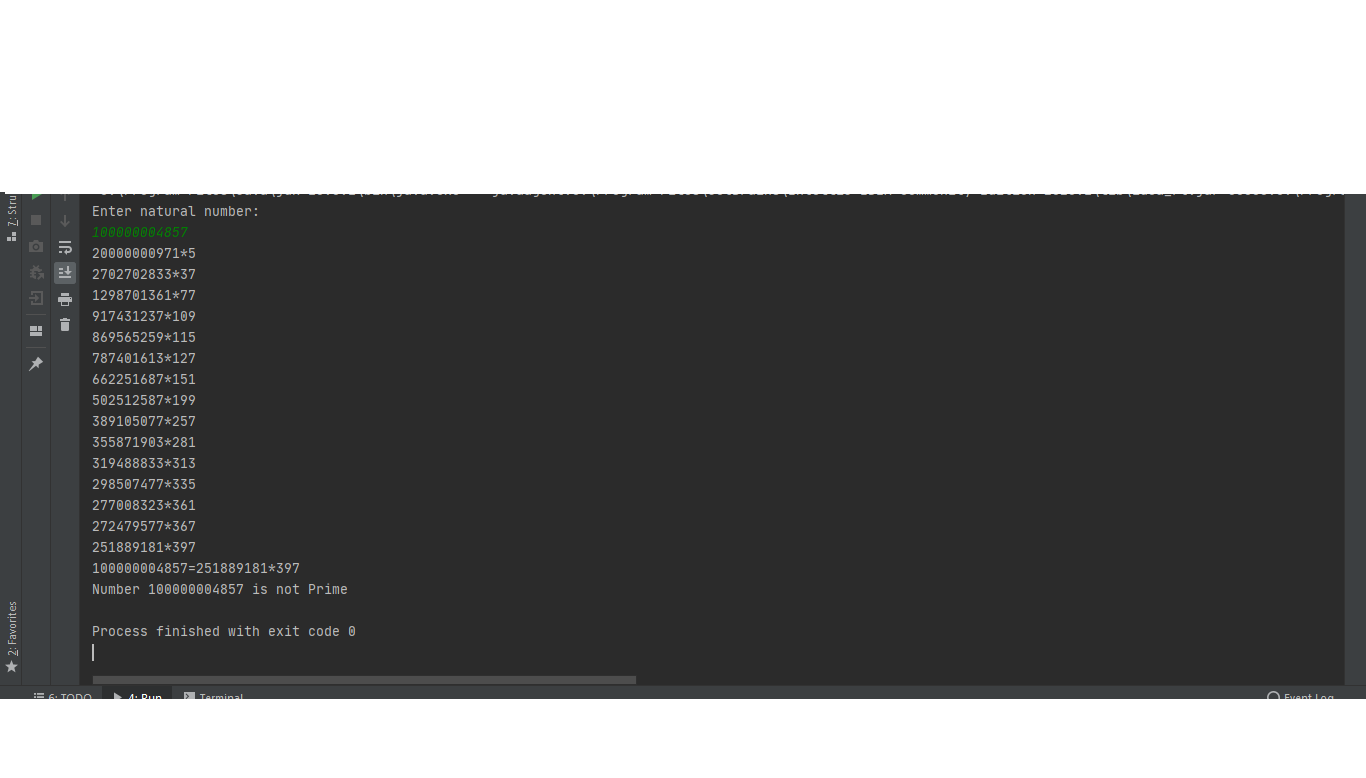 7: Stru
Enter natural number:
100000004857
20000000971*5
2702702833*37
1298701361*77
917431237*109
869565259*115
787401613*127
662251687*151
502512587*199
389105077*257
355871903*281
319488833*313
298507477*335
277008323*361
272479577*367
251889181*397
100000004857=251889181*397
Number 100000004857 is not Prime
Process finished with exit code 0
2: Favorites
6: TODO
4: Run
Terminal
Event Log